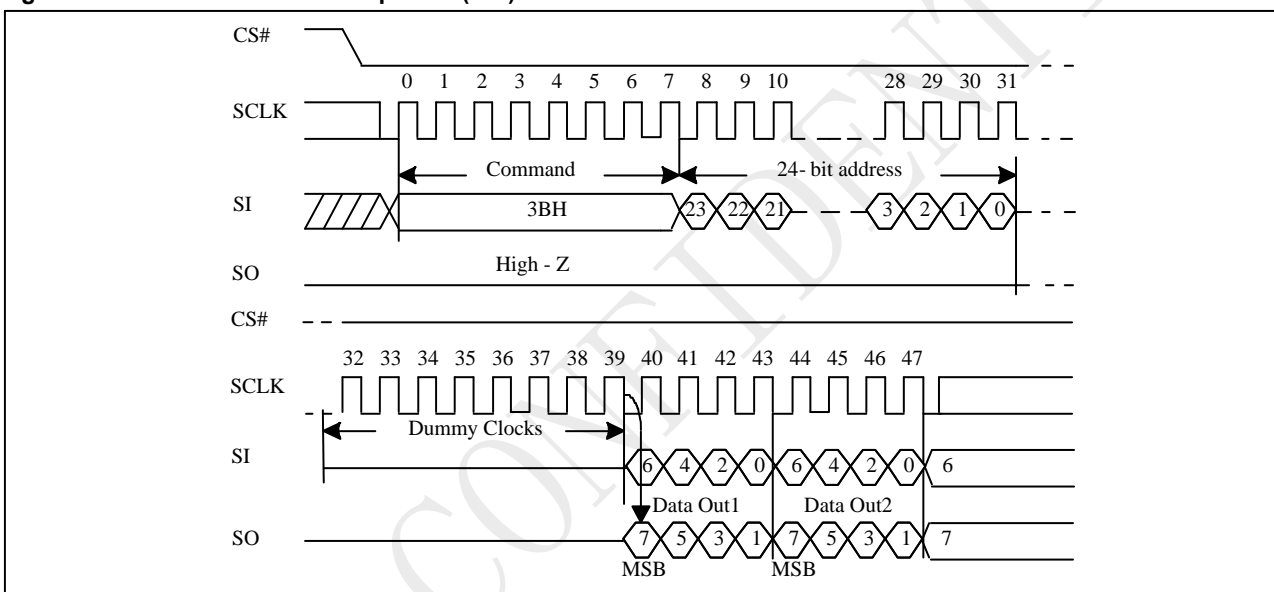 CS#
0 1 2 3 4 5 6 7 8 9 10 28 29 30 31
SCLK
Command 24- bit address
SI 3BH 23 22 21 3 2 1 0
SO High - Z
CS#
32 33 34 35 36 37 38 39 40 41 42 43 44 45 46 47
SCLK
Dummy Clocks
SI 6 4 2 0 6 4 2 0 6
Data Out1 Data Out2
SO 7 5 3 1 7 5 3 1 7
MSB MSB
CONFIDENT